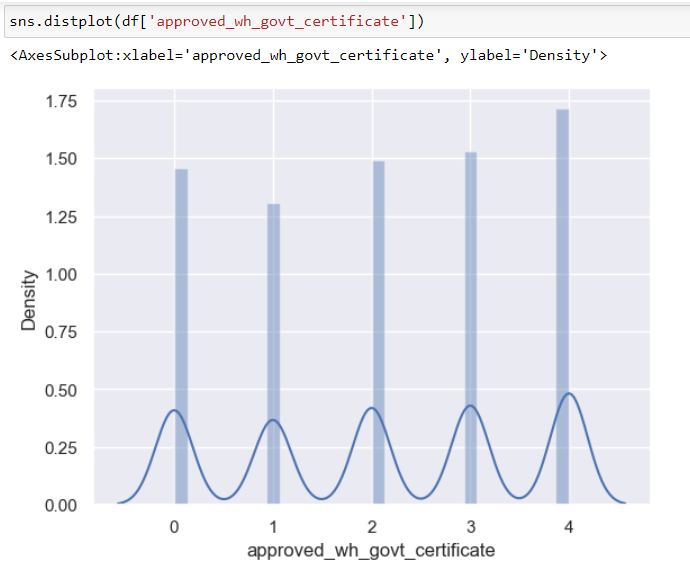 sns.distplot(df['approved_wh_govt_certificate'])
<AxesSubplot:xlabel='approved_wh_govt_certificate', ylabel='Density'>
1.75
1.50
1.25
1.00
0.75
0.50
0.25
0.00
Density
0 1 2 3 4
approved_wh_govt_certificate